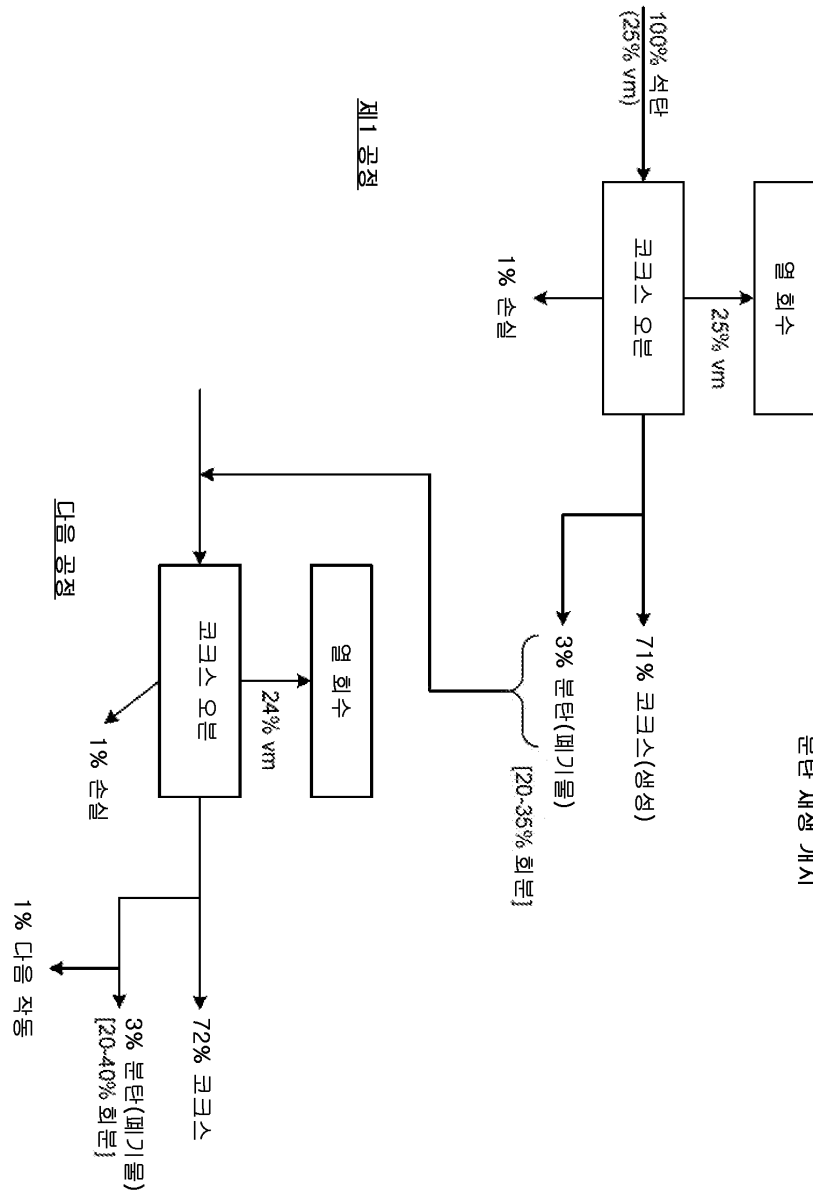 분탄 재생 개시
열 회수
100% 석탄
(25% vm)
25% vm
코크스 오븐
1% 손실
71% 코크스(생성)
3% 분탄(폐기물)
[20-35% 회분]
제1 공정
열 회수
24% vm
코크스 오븐
1% 손실
72% 코크스
3% 분탄(폐기물)
[20-40% 회분]
1% 다음 작동
다음 공정